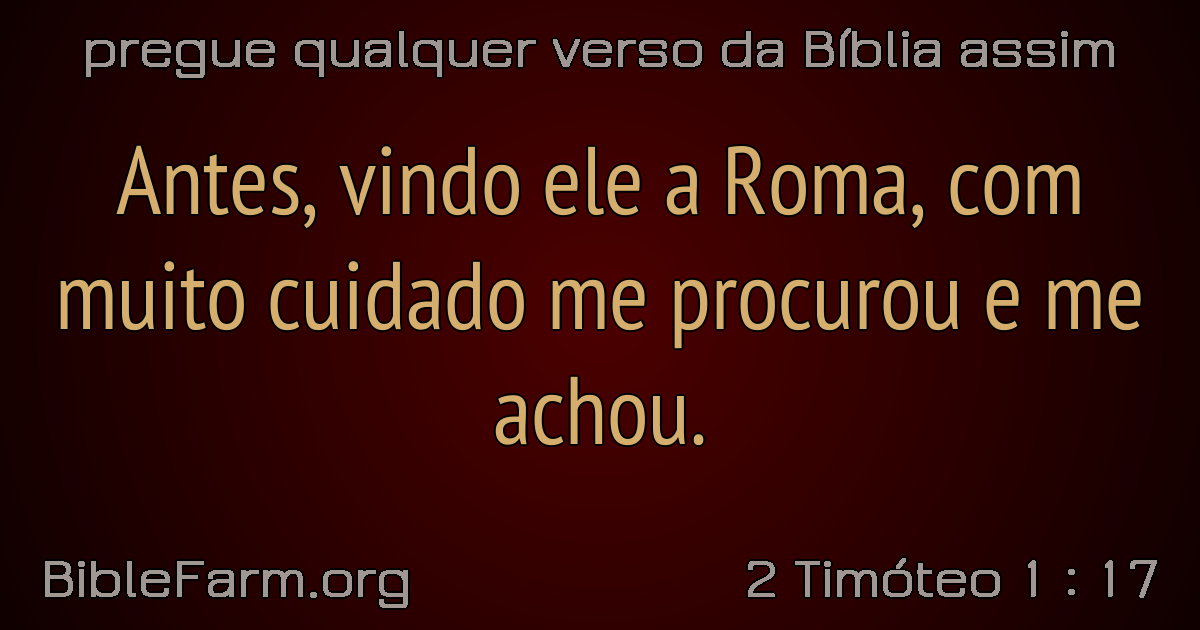 pregue qualquer verso da Bíblia assim
Antes, vindo ele a Roma, com
muito cuidado me procurou e me
achou.
BibleFarm.org
2 Timóteo 1 : 17